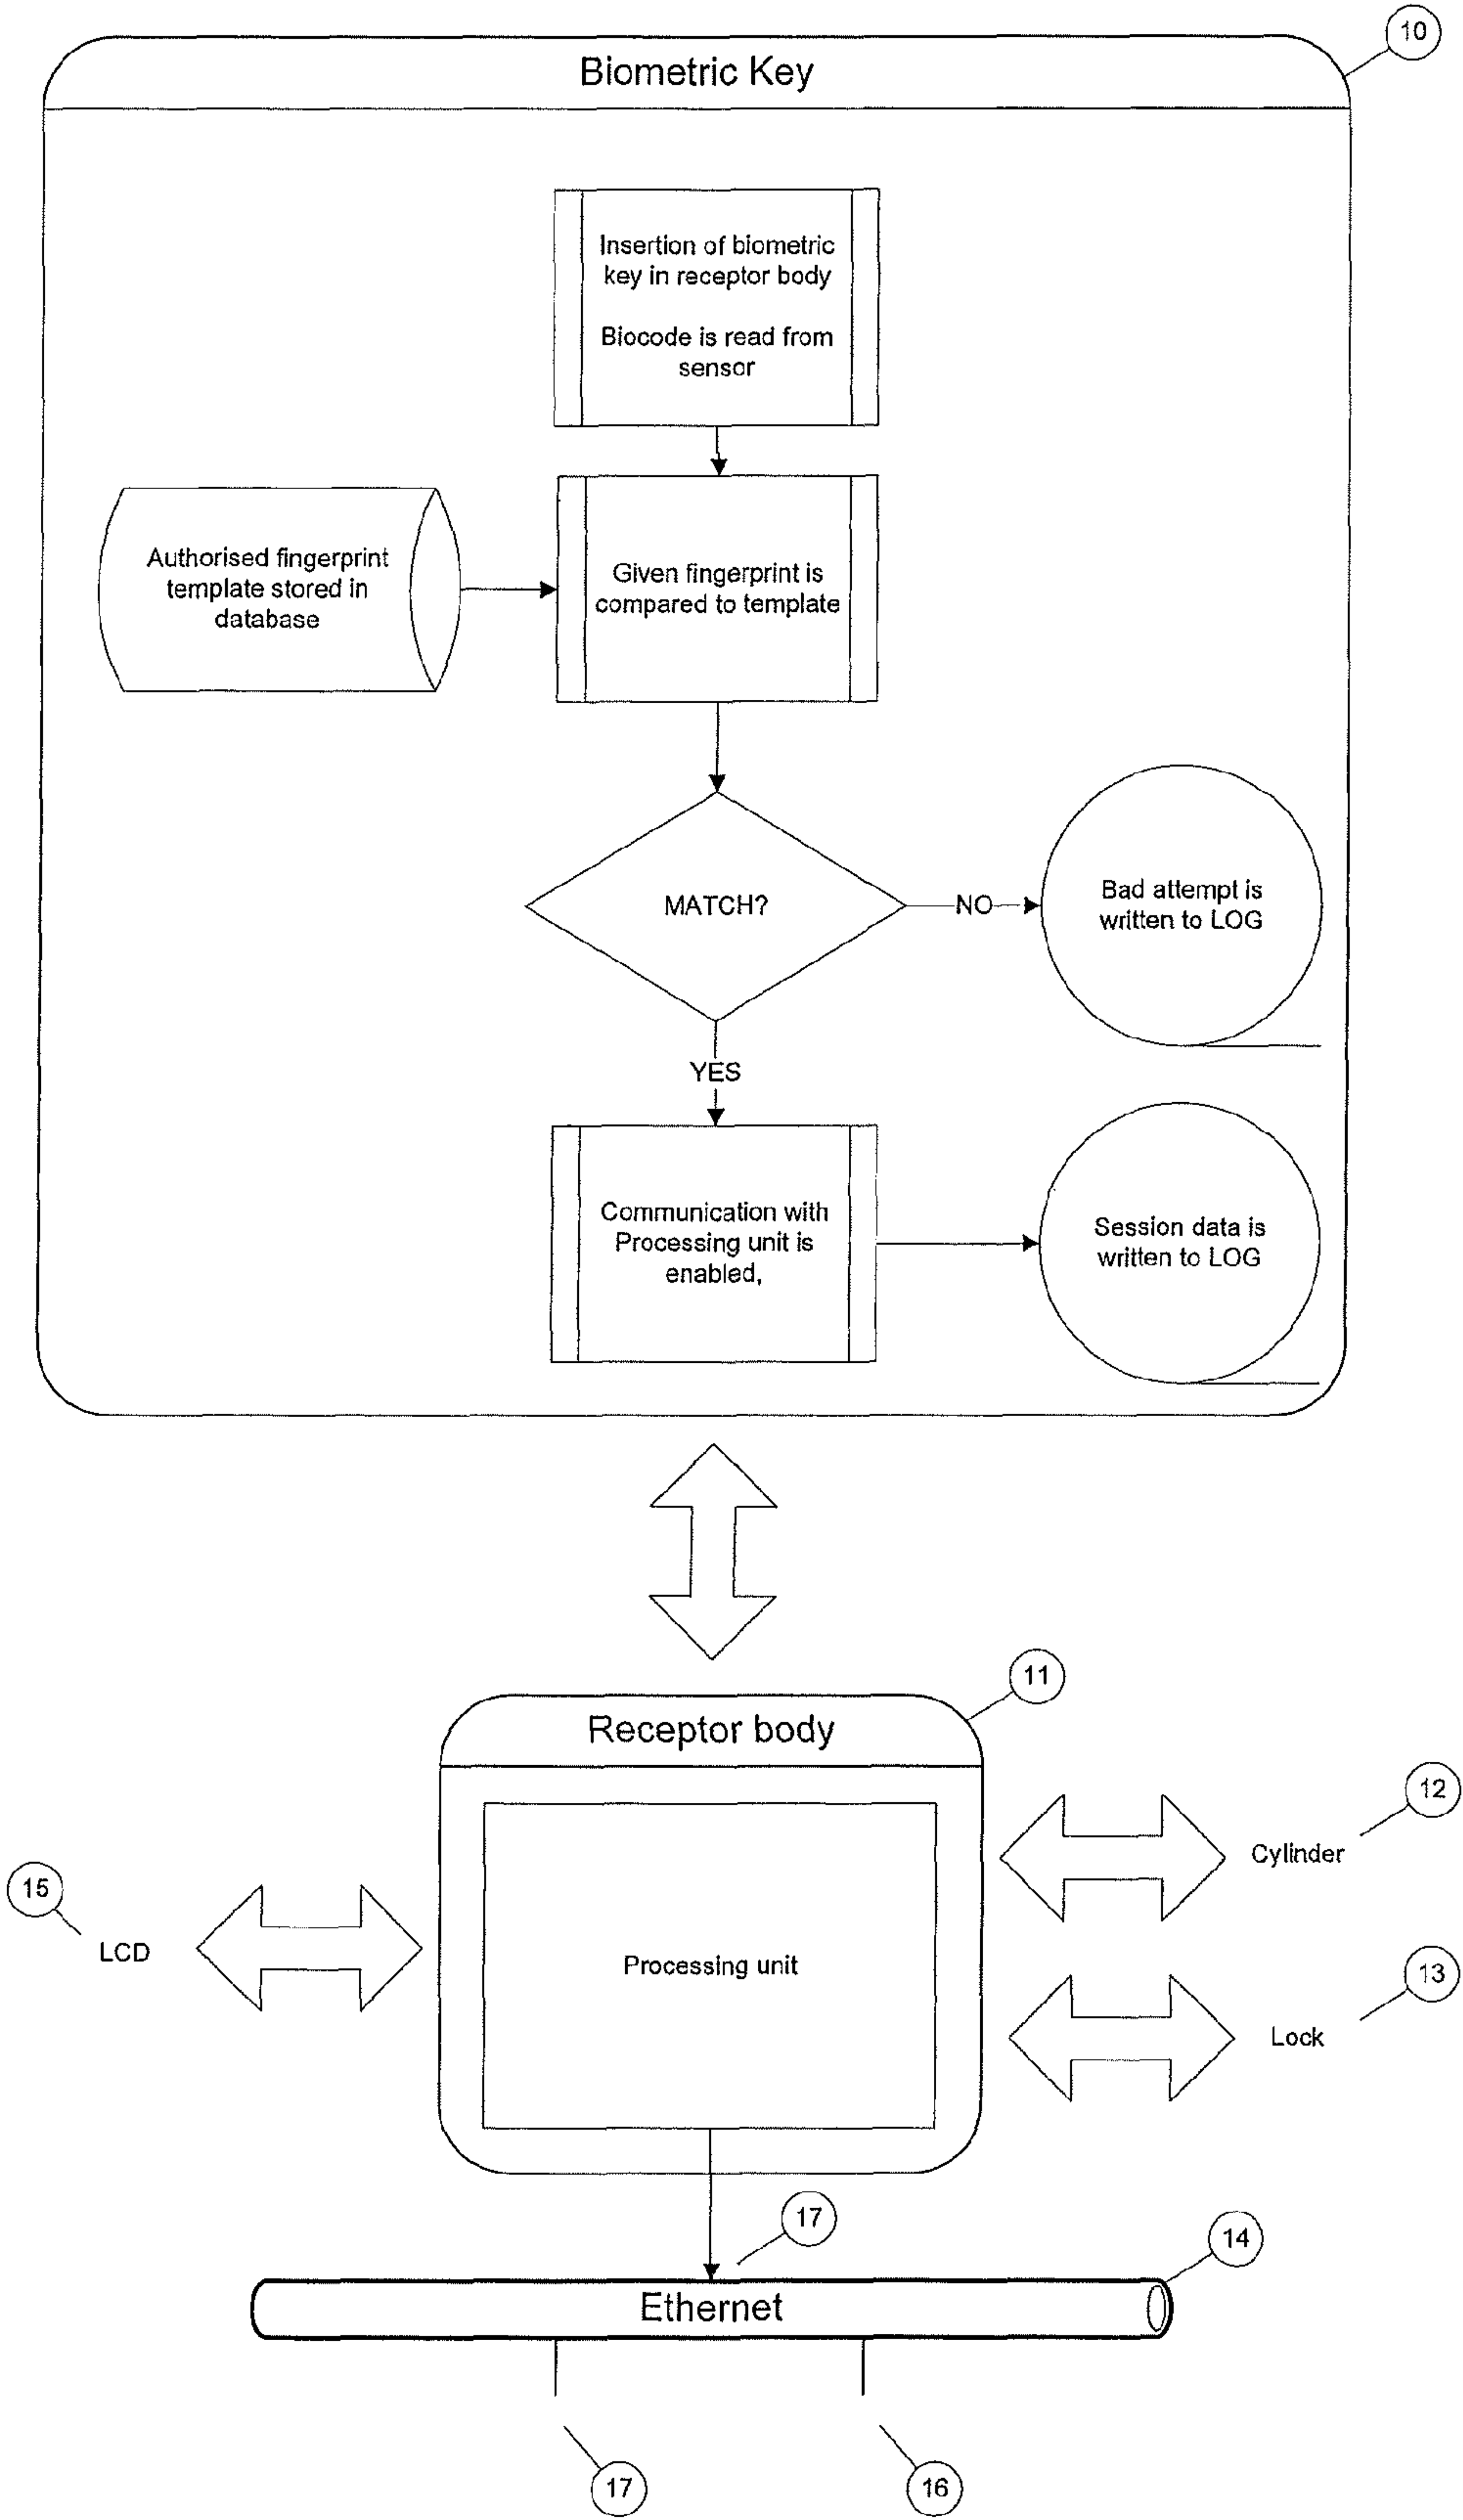 10
Biometric Key
Insertion of biometric
key in receptor body
Biocode is read from
sensor
Authorised fingerprint
template stored in
database
Given fingerprint is
compared to template
MATCH?
NO
Bad attempt is
written to LOG
YES
Communication with
Processing unit is
enabled,
Session data is
written to LOG
11
Receptor body
12
Cylinder
15
LCD
Processing unit
13
Lock
17
14
Ethernet
17
16